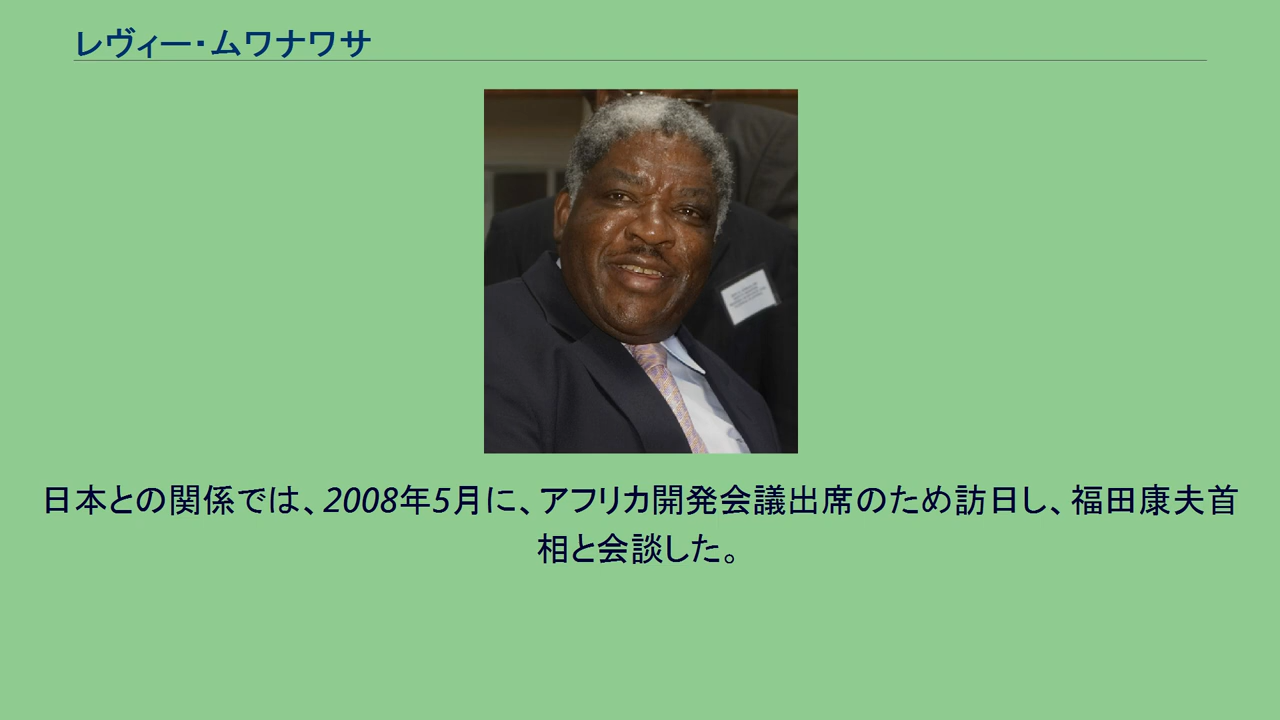 レヴィー・ムワナワサ
日本との関係では、2008年5月に、アフリカ開発会議出席のため訪日し、福田康夫首
相と会談した。